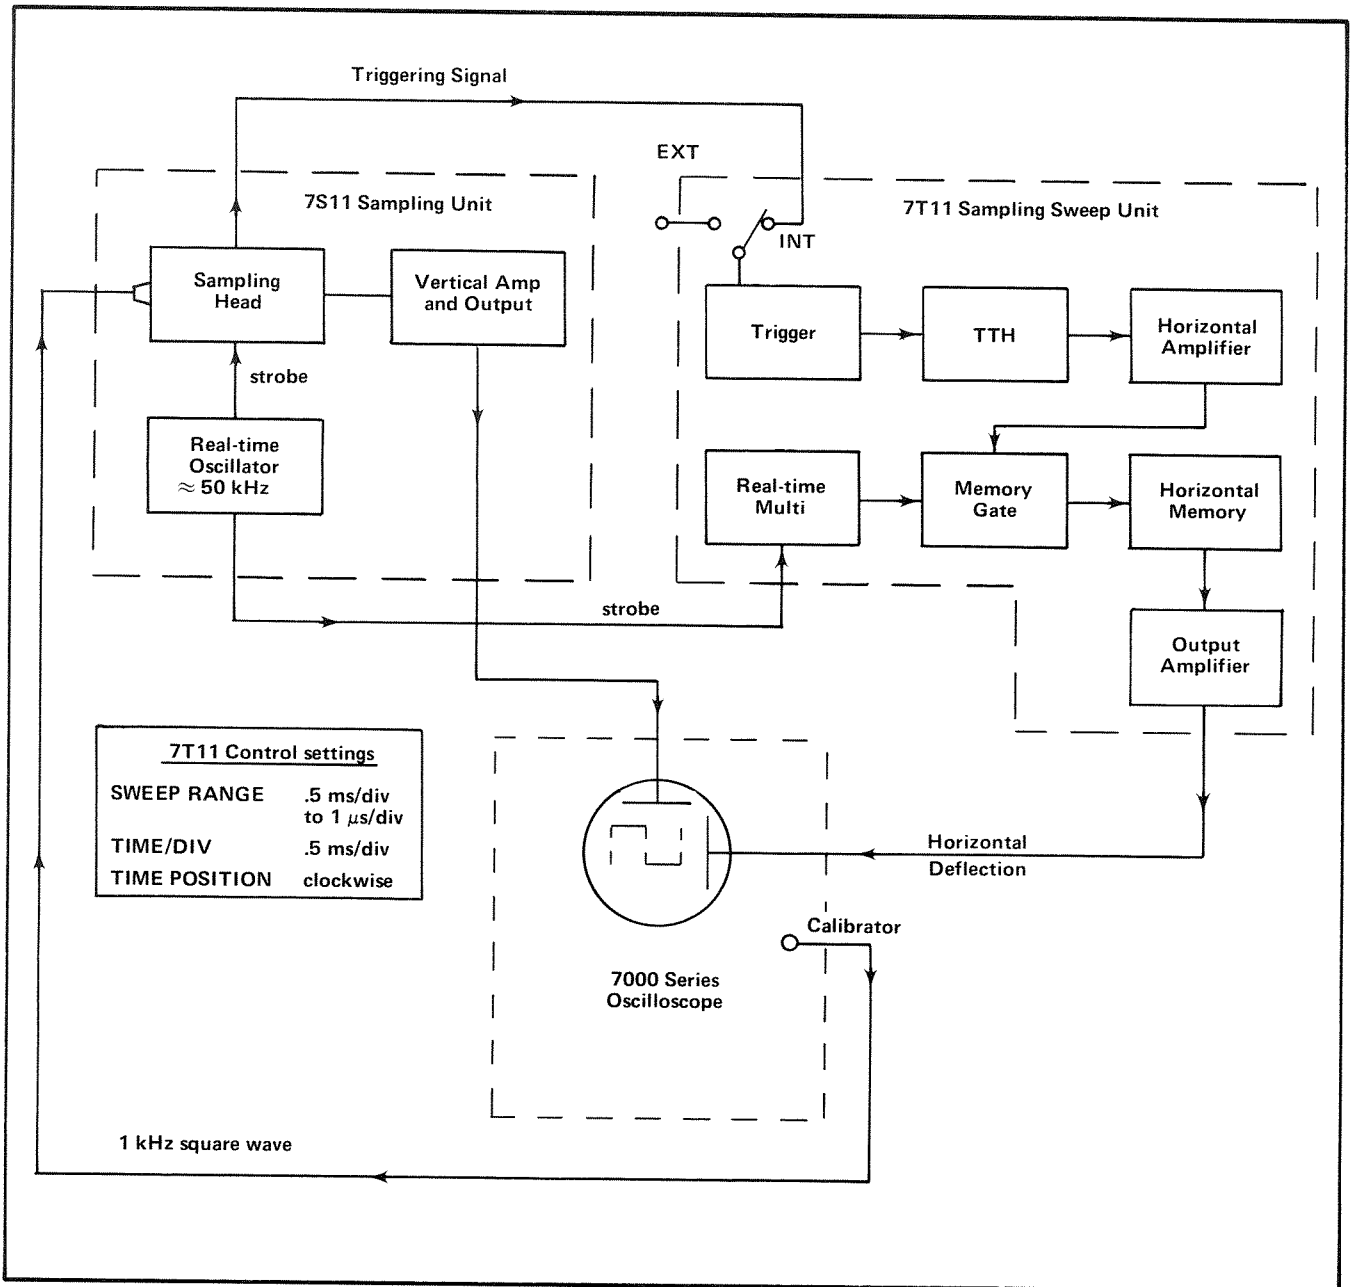 Triggering Signal
EXT
7S11 Sampling Unit
7T11 Sampling Sweep Unit
INT
Sampling
Head
Vertical Amp
and Output
Trigger
TTH
Horizontal
Amplifier
strobe
Real-time
Oscillator
≈ 50 kHz
Real-time
Multi
Memory
Gate
Horizontal
Memory
strobe
Output
Amplifier
7T11 Control settings
SWEEP RANGE .5 ms/div
to 1 μs/div
TIME/DIV .5 ms/div
TIME POSITION clockwise
Horizontal
Deflection
Calibrator
7000 Series
Oscilloscope
1 kHz square wave